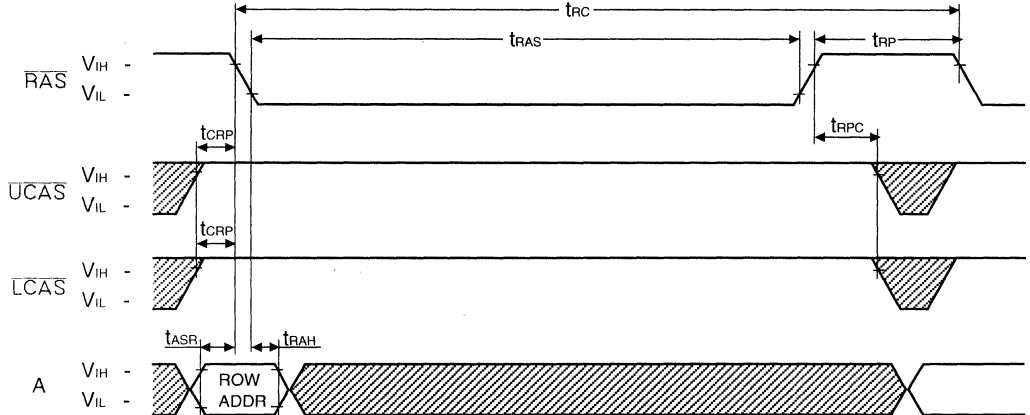 tRC
tRAS
tRP
RAS
VIH -
VIL -
tCRP
tRPC
UCAS
VIH -
VIL -
tCRP
LCAS
VIH -
VIL -
tASR
tRAH
A
VIH -
VIL -
ROW
ADDR